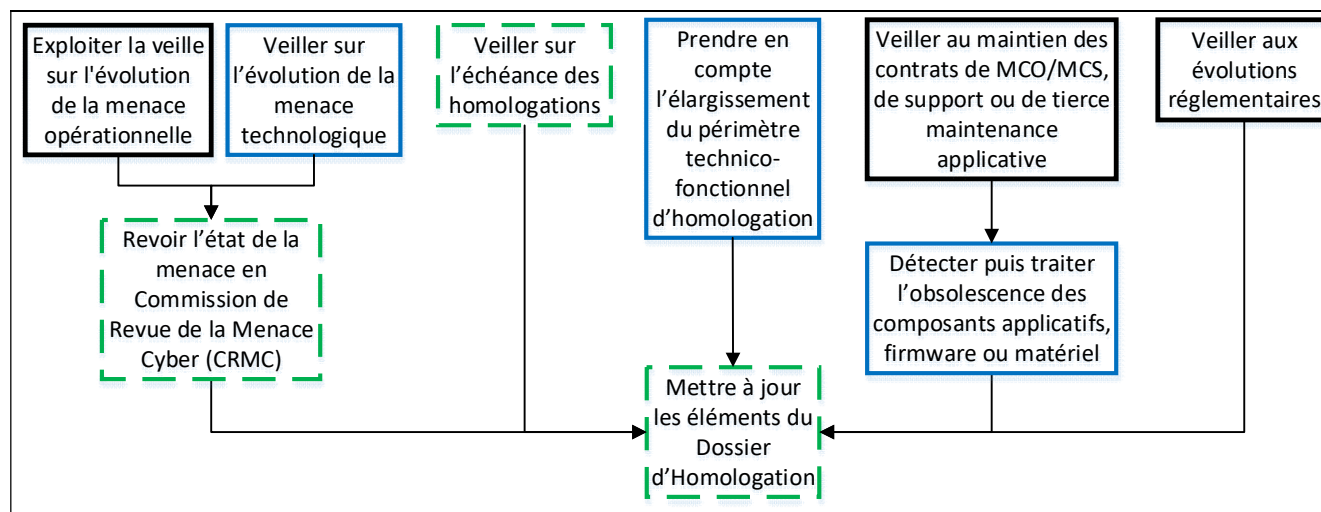 Exploiter la veille
sur l'évolution
de la menace
opérationnelle
Veiller sur
l’évolution de la
menace
technologique
Veiller sur
l’échéance des
homologations
Prendre en
compte
l’élargissement
du périmètre
technico-
fonctionnel
d’homologation
Veiller au maintien des
contrats de MCO/MCS,
de support ou de tierce
maintenance
applicative
Veiller aux
évolutions
réglementaires
Revoir l’état de la
menace en
Commission de
Revue de la Menace
Cyber (CRMC)
Détecter puis traiter
l’obsolescence des
composants applicatifs,
firmware ou matériel
Mettre à jour
les éléments du
Dossier
d’Homologation